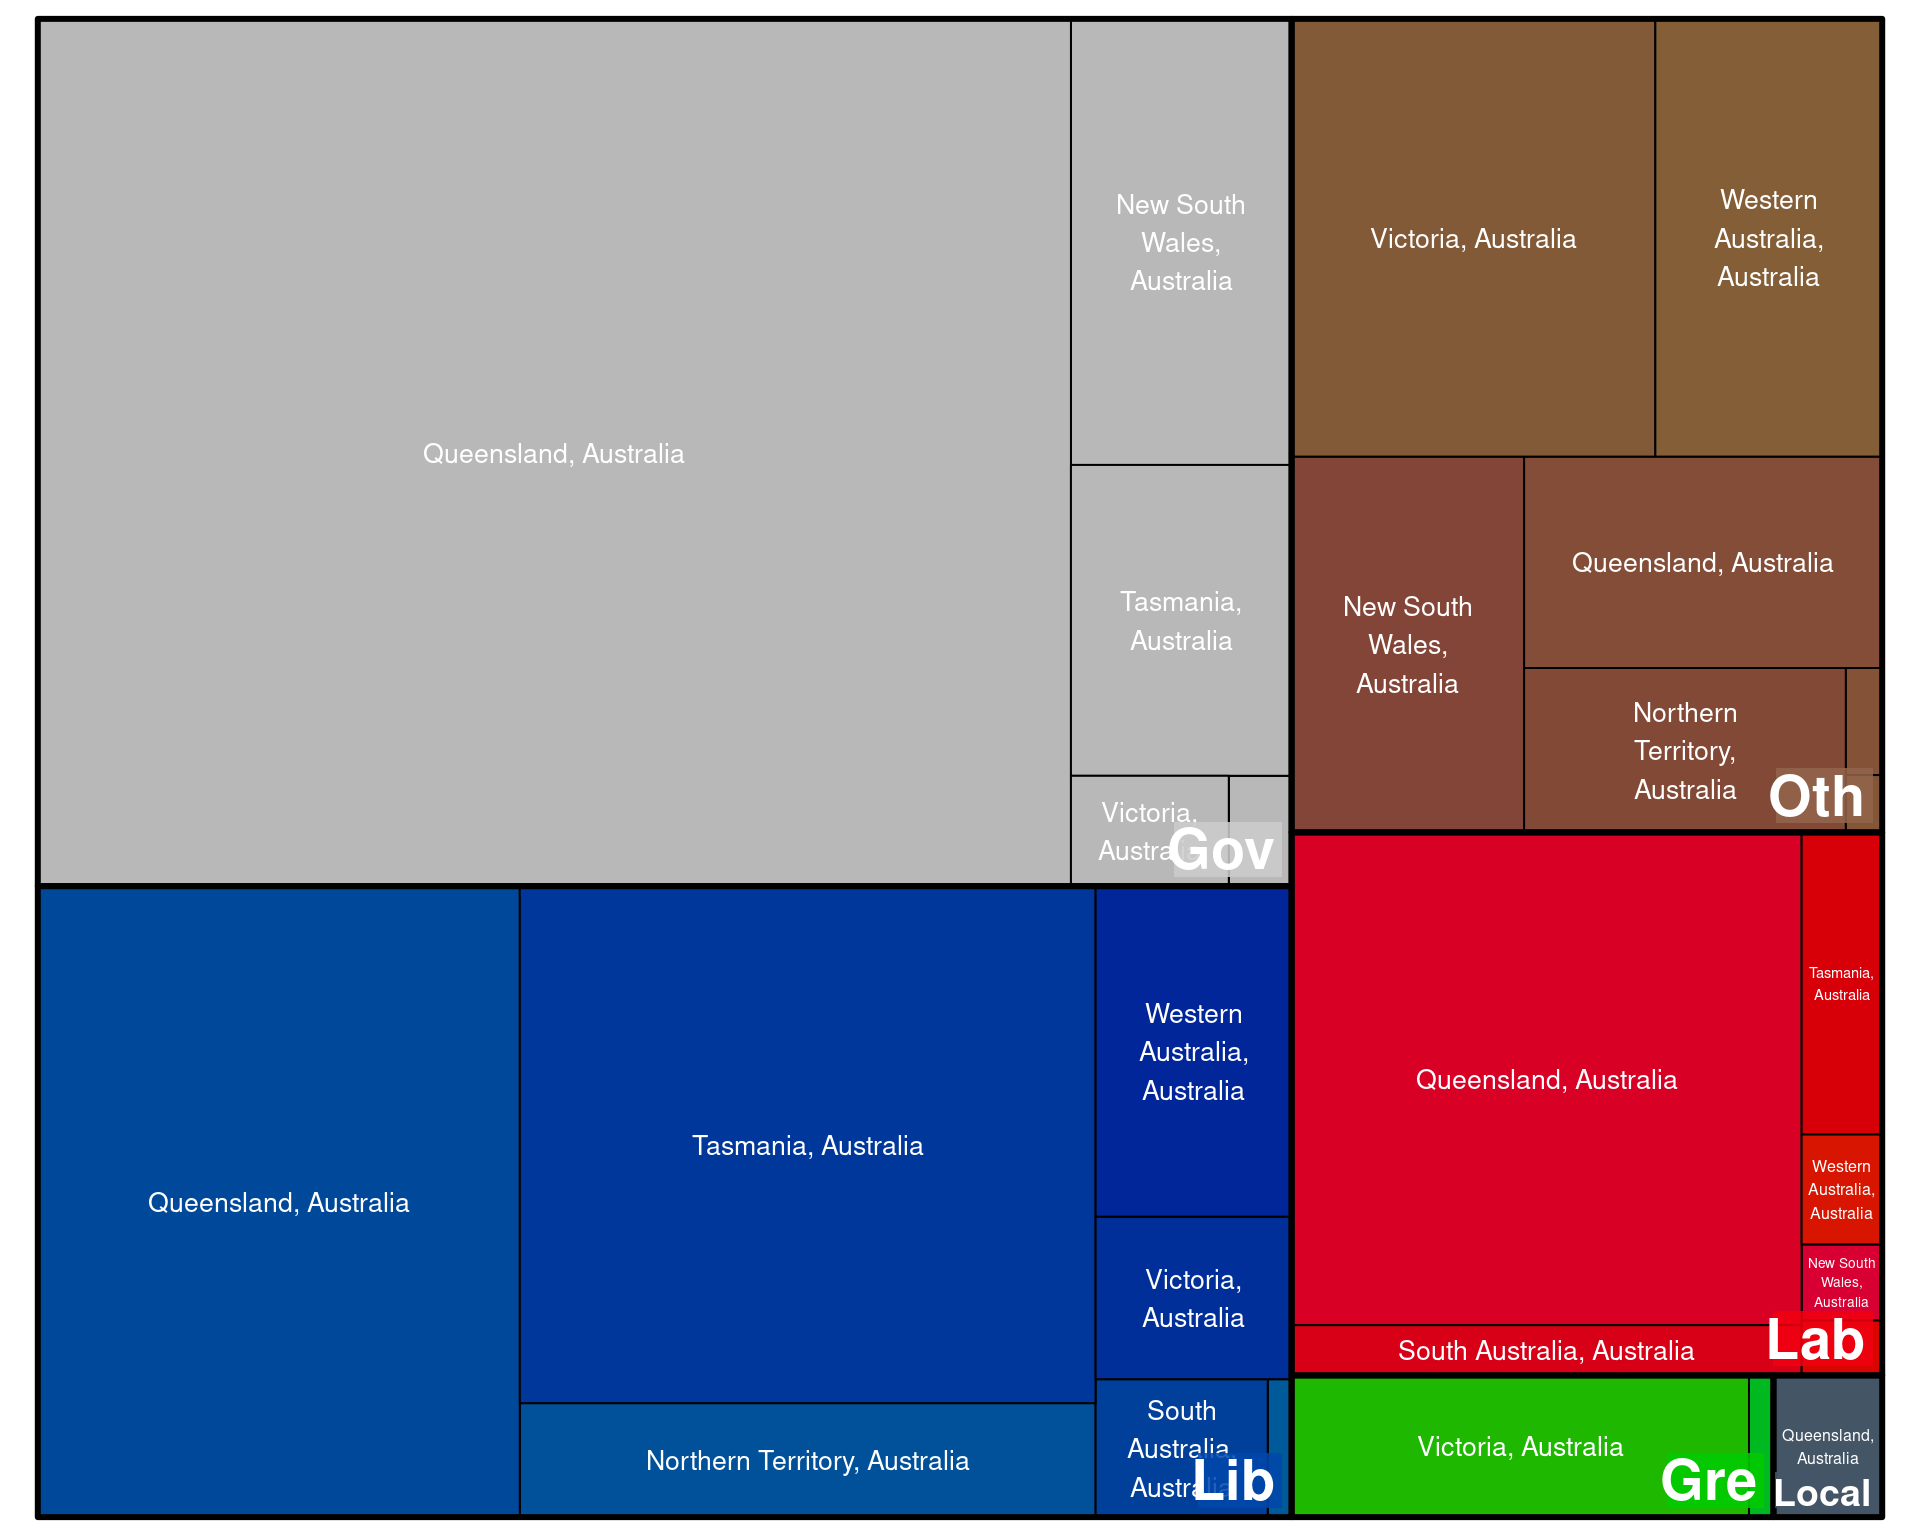 Queensland, Australia
New South
Wales,
Australia
Tasmania,
Australia
Victoria,
Gov
Victoria, Australia
Western
Australia,
Australia
New South
Wales,
Australia
Queensland, Australia
Northern
Territory,
Australia
Oth
Queensland, Australia
Tasmania, Australia
Northern Territory, Australia
Western
Australia,
Australia
Victoria,
Australia
South
Australia,
Australia
Lib
Queensland, Australia
Tasmania,
Australia
Western
Australia,
Australia
New South
Wales,
Australia
South Australia, Australia
Lab
Victoria, Australia
Gre
Queensland,
Australia
Local